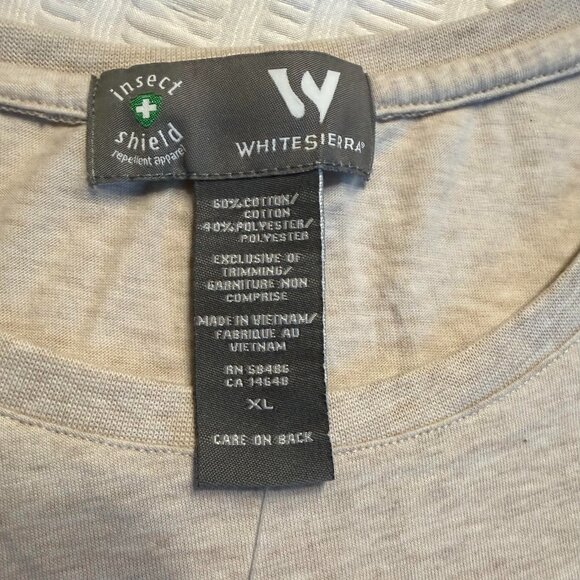 insect
shield
repellent apparel
W
WHITESIERRA®
60% COTTON/
COTTON
40% POLYESTER/
POLYESTER
EXCLUSIVE OF
TRIMMING/
GARNITURE NON
COMPRISE
MADE IN VIETNAM/
FABRIQUE AU
VIETNAM
RN 58486
CA 14648
XL
CARE ON BACK